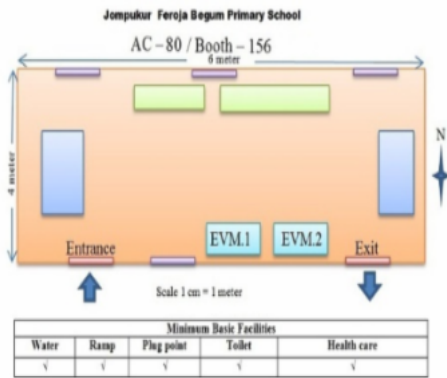 Jompukur Feroja Begum Primary School
AC – 80 / Booth – 156
6 meter
4 meter
N
EVM.1 EVM.2
Entrance Exit
Scale 1 cm = 1 meter
Minimum Basic Facilities
Water Ramp Plug point Toilet Health care
√ √ √ √ √